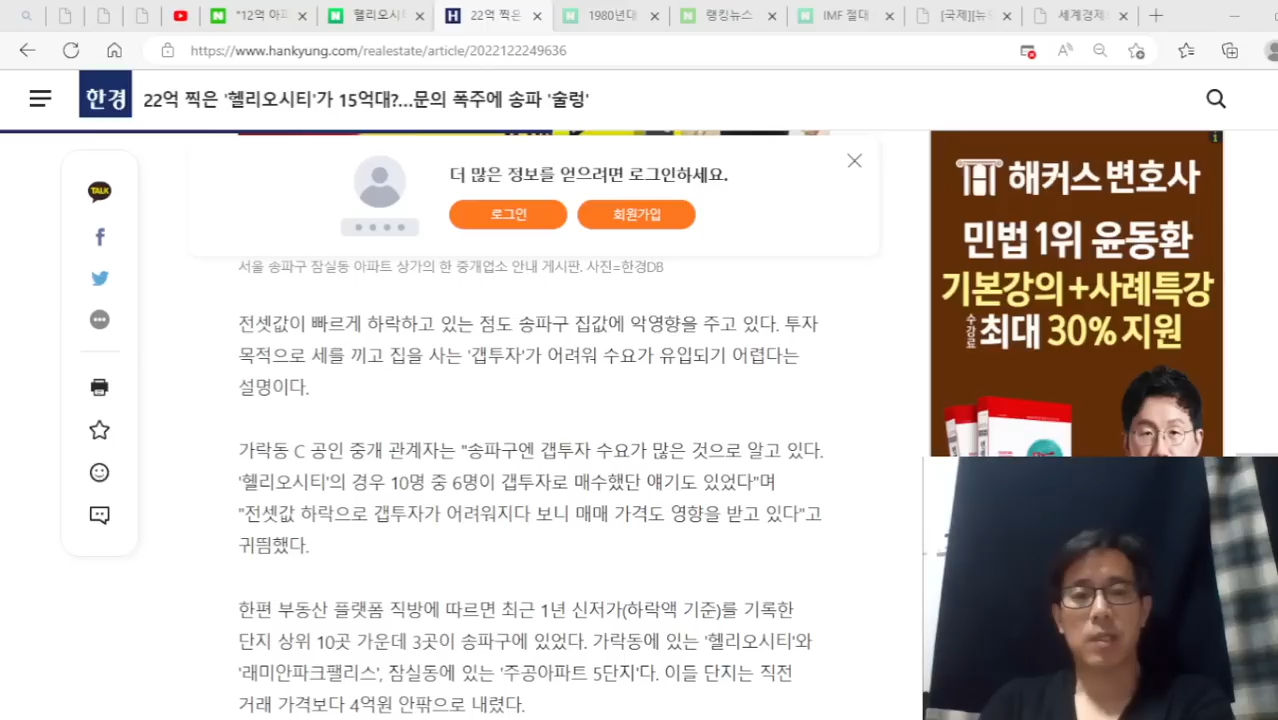 "12억 아파
헬리오시티
22억 찍은
1980년대
랭킹뉴스
IMF 절대
[국제][뉴
세계경제
https://www.hankyung.com/realestate/article/2022122249636
한경
22억 찍은 '헬리오시티'가 15억대?...문의 폭주에 송파 '술렁'
TALK
더 많은 정보를 얻으려면 로그인하세요.
로그인
회원가입
서울 송파구 잠실동 아파트 상가의 한 중개업소 안내 게시판. 사진=한경DB
전셋값이 빠르게 하락하고 있는 점도 송파구 집값에 악영향을 주고 있다. 투자
목적으로 세를 끼고 집을 사는 '갭투자'가 어려워 수요가 유입되기 어렵다는
설명이다.
가락동 C 공인 중개 관계자는 "송파구엔 갭투자 수요가 많은 것으로 알고 있다.
'헬리오시티'의 경우 10명 중 6명이 갭투자로 매수했단 얘기도 있었다"며
"전셋값 하락으로 갭투자가 어려워지다 보니 매매 가격도 영향을 받고 있다"고
귀띔했다.
한편 부동산 플랫폼 직방에 따르면 최근 1년 신저가(하락액 기준)를 기록한
단지 상위 10곳 가운데 3곳이 송파구에 있었다. 가락동에 있는 '헬리오시티'와
'래미안파크팰리스', 잠실동에 있는 '주공아파트 5단지'다. 이들 단지는 직전
거래 가격보다 4억원 안팎으로 내렸다.
해커스변호사
민법 1위 윤동환
기본강의+사례특강
수강료 최대 30% 지원